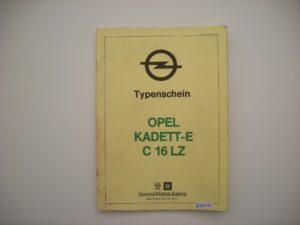 Typenschein
OPEL
KADETT-E
C 16 LZ
General Motors Austria